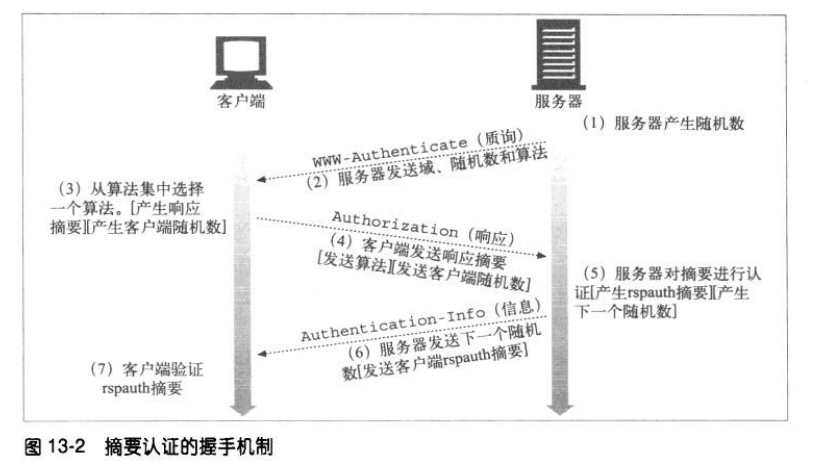 客户端
服务器
（1）服务器产生随机数
WWW-Authenticate（质询）
（2）服务器发送域、随机数和算法
（3）从算法集中选择
一个算法。[产生响应
摘要][产生客户端随机数]
Authorization（响应）
（4）客户端发送响应摘要
[发送算法][发送客户端随机数]
（5）服务器对摘要进行认
证[产生rspauth摘要][产生
下一个随机数]
Authentication-Info（信息）
（6）服务器发送下一个随机
数[发送客户端rspauth摘要]
（7）客户端验证
rspauth摘要
图 13-2 摘要认证的握手机制